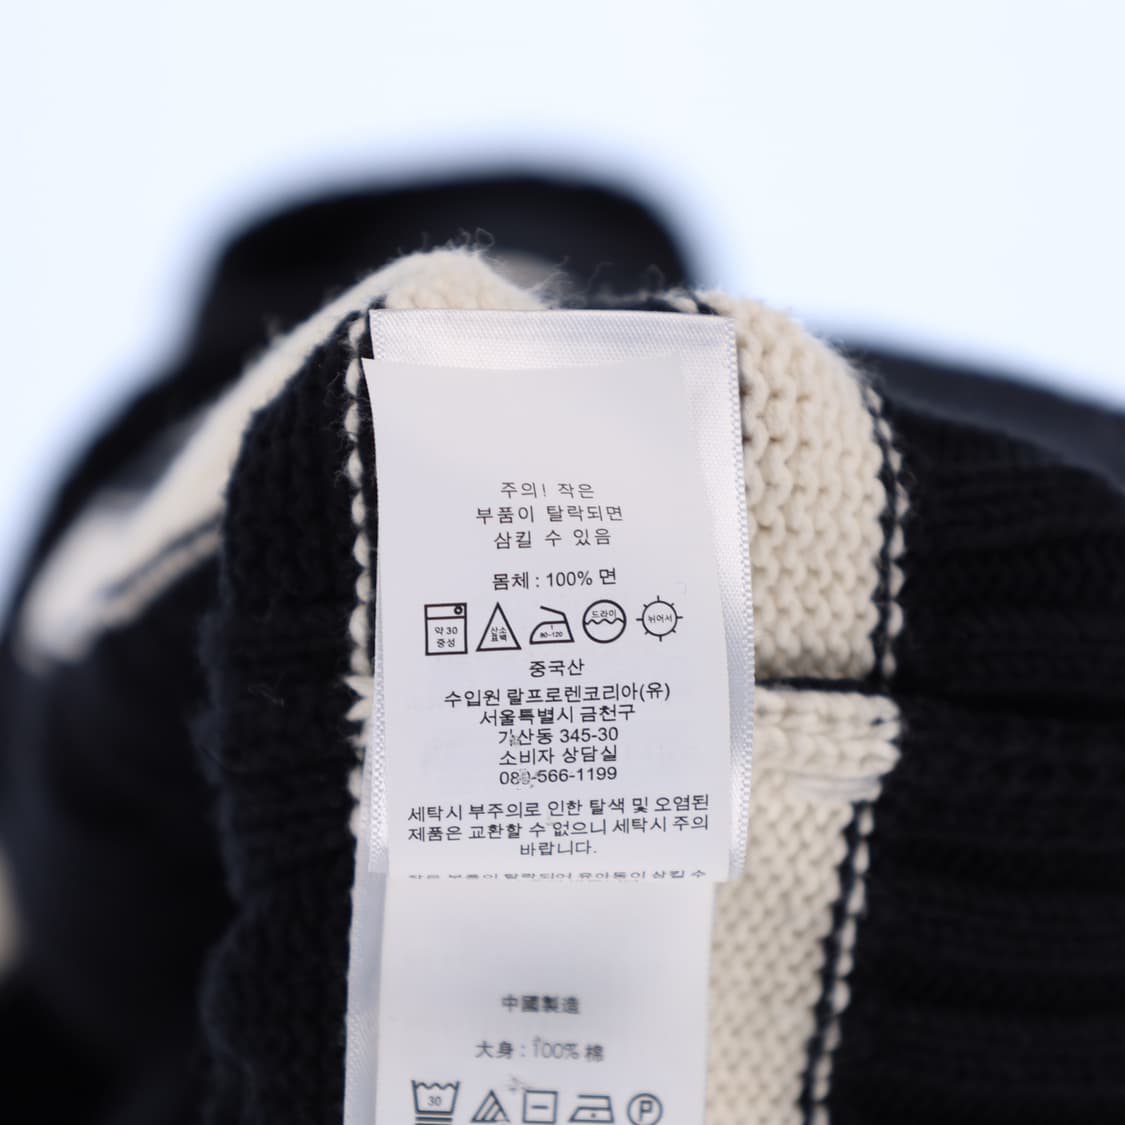 주의! 작은
부품이 탈락되면
삼킬 수 있음
몸체 : 100% 면
약 30
중성
산소
표백
1
80~120
드라이
뉘어서
중국산
수입원 랄프로렌코리아(유)
서울특별시 금천구
가산동 345-30
소비자 상담실
080-566-1199
세탁시 부주의로 인한 탈색 및 오염된
제품은 교환할 수 없으니 세탁시 주의
바랍니다.
中國製造
大身 : 100% 棉
30
P